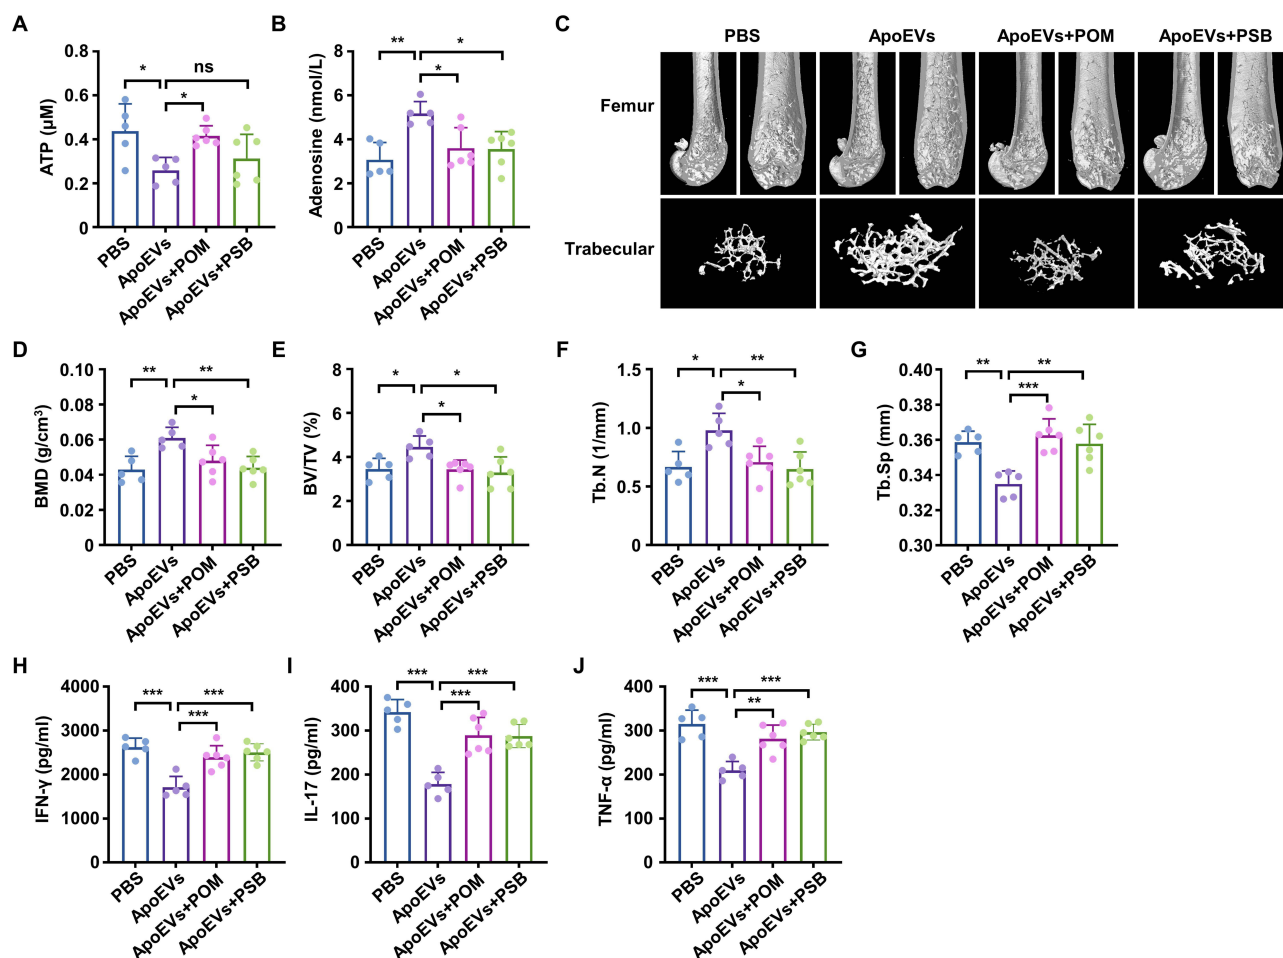 A
ATP (μM)
0.8
0.6
0.4
0.2
0
*
ns
*
PBS
ApoEVs
ApoEVs+POM
ApoEVs+PSB
B
Adenosine (nmol/L)
8
6
4
2
0
**
*
*
PBS
ApoEVs
ApoEVs+POM
ApoEVs+PSB
C
PBS ApoEVs ApoEVs+POM ApoEVs+PSB
Femur
Trabecular
D
BMD (g/cm³)
0.10
0.08
0.06
0.04
0.02
0
**
**
*
PBS
ApoEVs
ApoEVs+POM
ApoEVs+PSB
E
BV/TV (%)
8
6
4
2
0
*
*
*
PBS
ApoEVs
ApoEVs+POM
ApoEVs+PSB
F
Tb.N (1/mm)
1.5
1.0
0.5
0
*
**
*
PBS
ApoEVs
ApoEVs+POM
ApoEVs+PSB
G
Tb.Sp (mm)
0.40
0.38
0.36
0.34
0.32
0.30
**
**
***
PBS
ApoEVs
ApoEVs+POM
ApoEVs+PSB
H
IFN-γ (pg/ml)
4000
3000
2000
1000
0
***
***
***
PBS
ApoEVs
ApoEVs+POM
ApoEVs+PSB
I
IL-17 (pg/ml)
400
300
200
100
0
***
***
***
PBS
ApoEVs
ApoEVs+POM
ApoEVs+PSB
J
TNF-α (pg/ml)
400
300
200
100
0
***
***
**
PBS
ApoEVs
ApoEVs+POM
ApoEVs+PSB